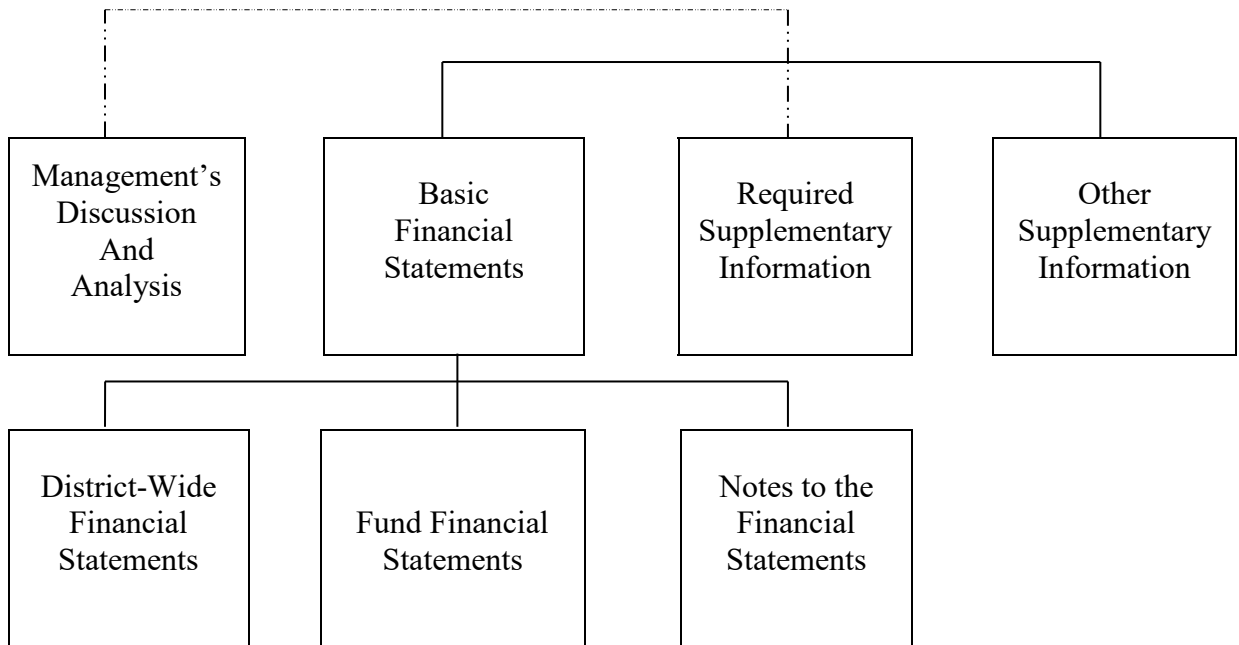 Management’s
Discussion
And
Analysis
Basic
Financial
Statements
Required
Supplementary
Information
Other
Supplementary
Information
District-Wide
Financial
Statements
Fund Financial
Statements
Notes to the
Financial
Statements